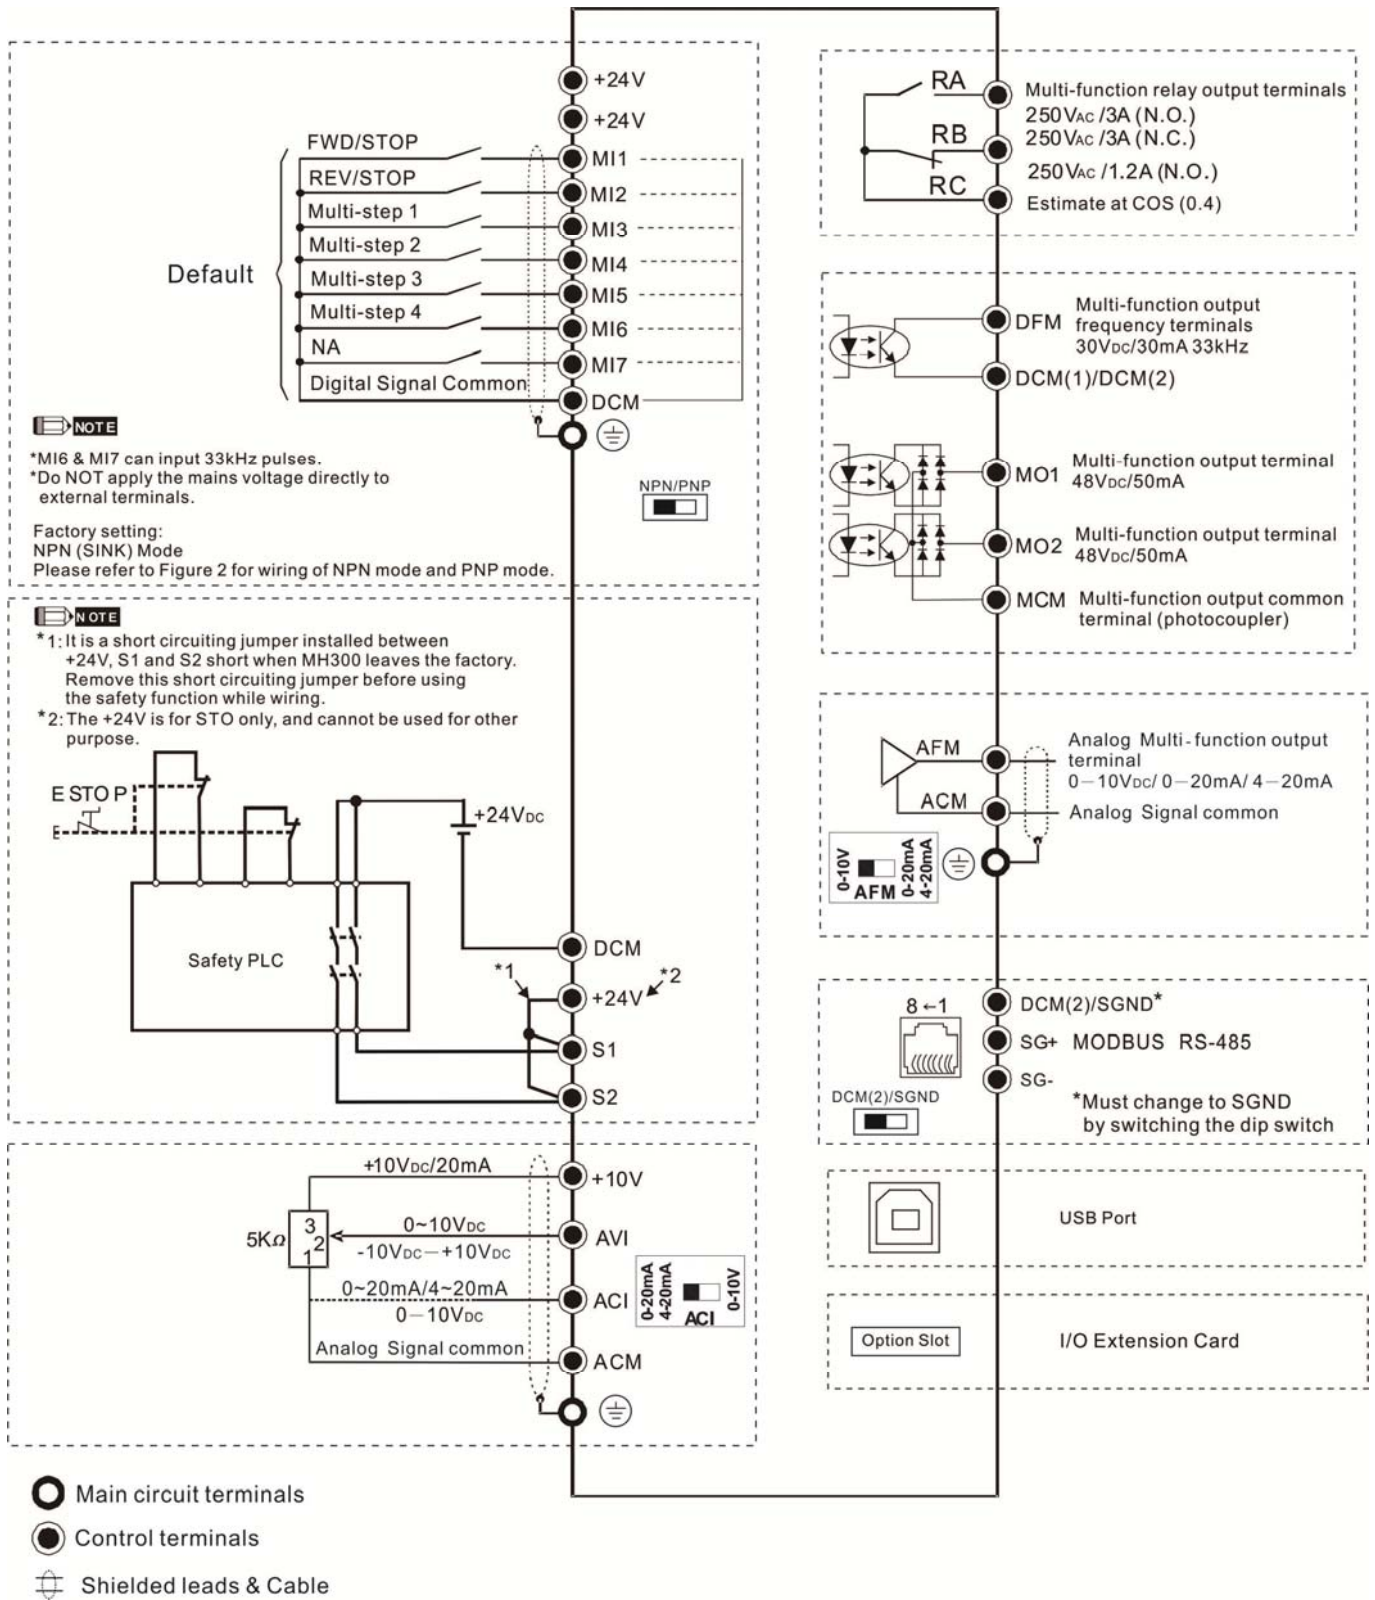 +24V
+24V
FWD/STOP
MI1
REV/STOP
MI2
Multi-step 1
MI3
Multi-step 2
MI4
Default
Multi-step 3
MI5
Multi-step 4
MI6
NA
MI7
Digital Signal Common
DCM
NOTE
*MI6 & MI7 can input 33kHz pulses.
*Do NOT apply the mains voltage directly to
external terminals.
NPN/PNP
Factory setting:
NPN (SINK) Mode
Please refer to Figure 2 for wiring of NPN mode and PNP mode.
NOTE
*1: It is a short circuiting jumper installed between
+24V, S1 and S2 short when MH300 leaves the factory.
Remove this short circuiting jumper before using
the safety function while wiring.
*2: The +24V is for STO only, and cannot be used for other
purpose.
E STOP
+24VDC
Safety PLC
DCM
*1
*2
+24V
S1
S2
+10VDC/20mA
+10V
5KΩ
3
2
1
0~10VDC
-10VDC—+10VDC
AVI
0~20mA/4~20mA
0—10VDC
ACI
0-20mA
4-20mA
ACI
0-10V
Analog Signal common
ACM
Main circuit terminals
Control terminals
Shielded leads & Cable
RA
Multi-function relay output terminals
250VAC /3A (N.O.)
RB
250VAC /3A (N.C.)
250VAC /1.2A (N.O.)
RC
Estimate at COS (0.4)
DFM
Multi-function output
frequency terminals
30VDC/30mA 33kHz
DCM(1)/DCM(2)
MO1
Multi-function output terminal
48VDC/50mA
MO2
Multi-function output terminal
48VDC/50mA
MCM
Multi-function output common
terminal (photocoupler)
AFM
Analog Multi-function output
terminal
0—10VDC/ 0—20mA/ 4—20mA
ACM
Analog Signal common
0-10V
AFM
0-20mA
4-20mA
8←1
DCM(2)/SGND*
SG+ MODBUS RS-485
SG-
DCM(2)/SGND
*Must change to SGND
by switching the dip switch
USB Port
Option Slot
I/O Extension Card